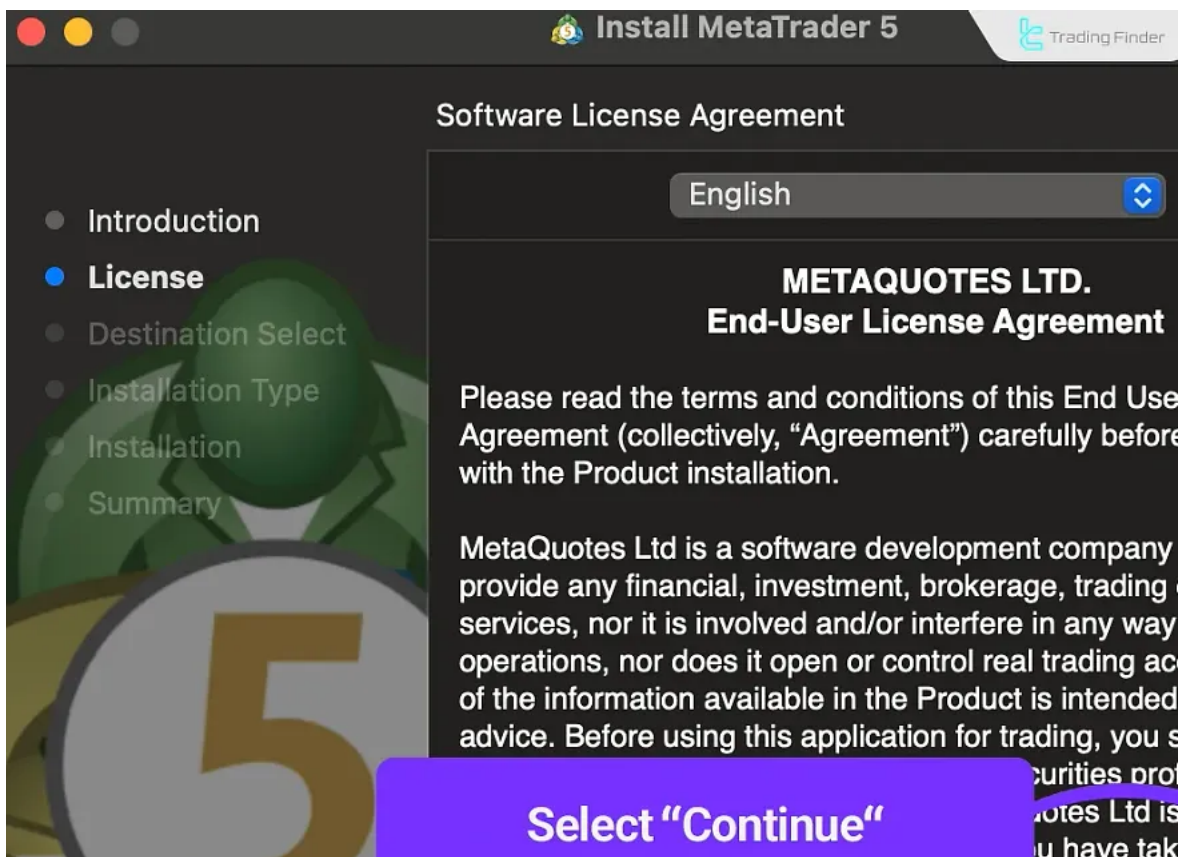 Install MetaTrader 5
Trading Finder
Software License Agreement
English
Introduction
License
Destination Select
Installation Type
Installation
Summary
METAQUOTES LTD.
End-User License Agreement
Please read the terms and conditions of this End Use
Agreement (collectively, “Agreement”) carefully before
with the Product installation.
MetaQuotes Ltd is a software development company
provide any financial, investment, brokerage, trading
services, nor it is involved and/or interfere in any way
operations, nor does it open or control real trading
of the information available in the Product is intended
advice. Before using this application for trading, you
Ltd is
have
5
Select “Continue“